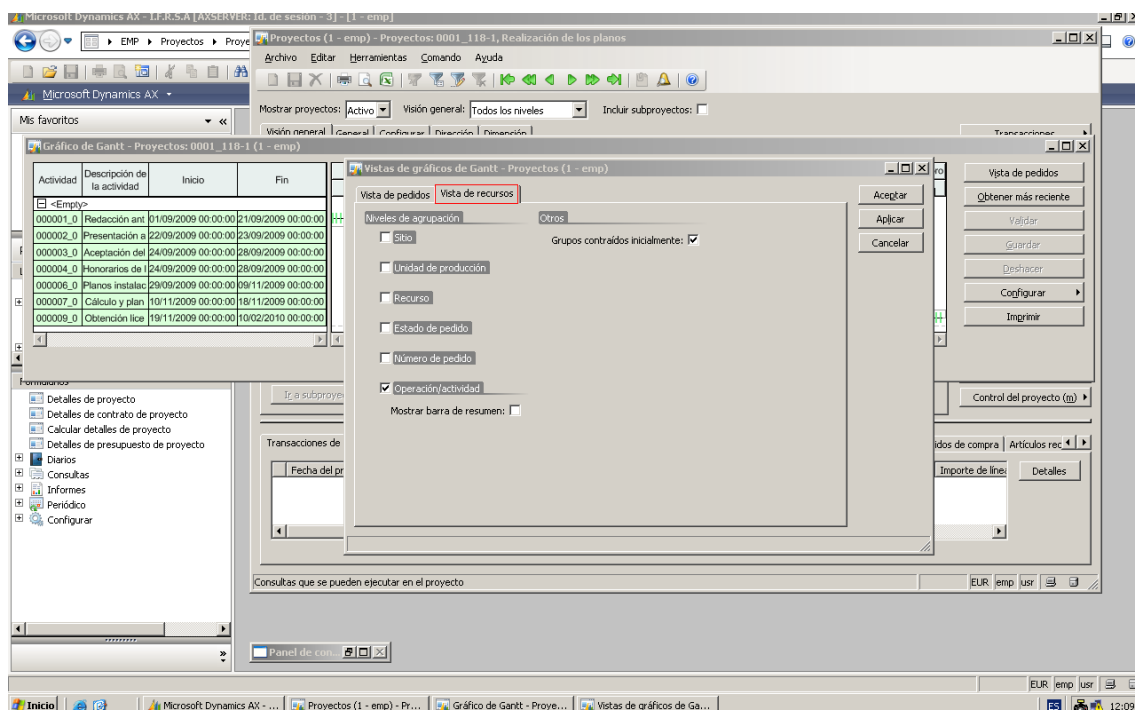 Microsoft Dynamics AX - I.F.R.S.A [AXSERVER: Id. de sesión - 3] - [1 - emp]
EMP Proyectos Proye
Microsoft Dynamics AX
Mis favoritos
Proyectos (1 - emp) - Proyectos: 0001_118-1, Realización de los planos
Archivo Editar Herramientas Comando Ayuda
Mostrar proyectos: Activo Visión general: Todos los niveles Incluir subproyectos:
Visión general General Configurar Dirección Dimensión Transacciones
Gráfico de Gantt - Proyectos: 0001_118-1 (1 - emp)
Actividad Descripción de la actividad Inicio Fin
<Empty>
000001_0 Redacción ant 01/09/2009 00:00:00 21/09/2009 00:00:00
000002_0 Presentación a 22/09/2009 00:00:00 23/09/2009 00:00:00
000003_0 Aceptación del 24/09/2009 00:00:00 28/09/2009 00:00:00
000004_0 Honorarios de l 24/09/2009 00:00:00 28/09/2009 00:00:00
000006_0 Planos instalac 29/09/2009 00:00:00 09/11/2009 00:00:00
000007_0 Cálculo y plan 10/11/2009 00:00:00 18/11/2009 00:00:00
000009_0 Obtención lice 19/11/2009 00:00:00 10/02/2010 00:00:00
Vistas de gráficos de Gantt - Proyectos (1 - emp)
Vista de pedidos Vista de recursos
Niveles de agrupación Otros
Sitio Grupos contraídos inicialmente:
Unidad de producción
Recurso
Estado de pedido
Número de pedido
Operación/actividad
Mostrar barra de resumen:
Aceptar
Aplicar
Cancelar
ro
Vista de pedidos
Obtener más reciente
Validar
Guardar
Deshacer
Configurar
Imprimir
Formularios
Detalles de proyecto
Detalles de contrato de proyecto
Calcular detalles de proyecto
Detalles de presupuesto de proyecto
Diarios
Consultas
Informes
Periódico
Configurar
Ir a subproye
Control del proyecto (m)
Transacciones de
idos de compra Artículos rec
Fecha del pr
Importe de líne
Detalles
Consultas que se pueden ejecutar en el proyecto
EUR emp usr
Panel de con...
EUR emp usr
Inicio Microsoft Dynamics AX - ... Proyectos (1 - emp) - Pr... Gráfico de Gantt - Proye... Vistas de gráficos de Ga... ES 12:09